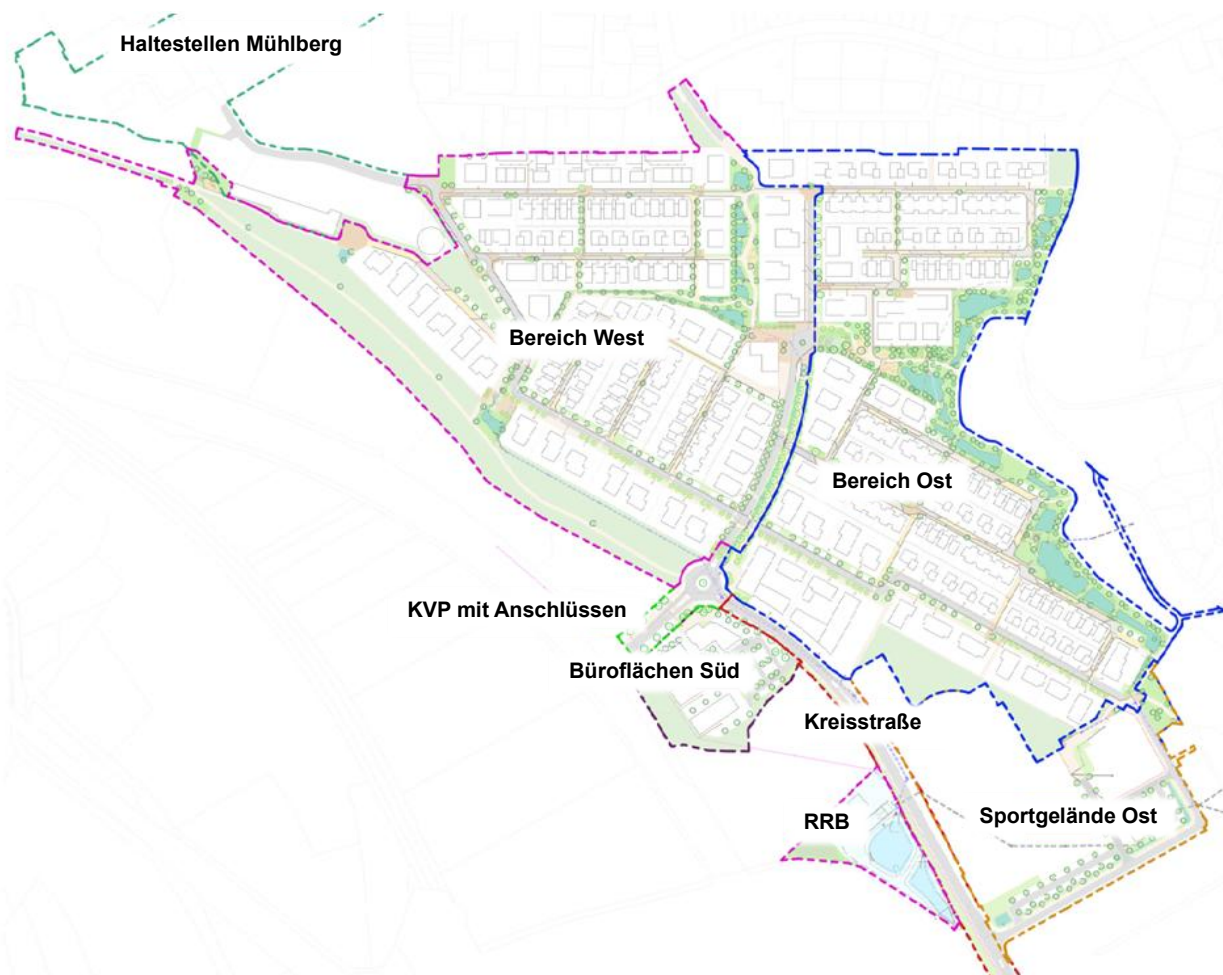 Haltestellen Mühlberg
Bereich West
Bereich Ost
KVP mit Anschlüssen
Büroflächen Süd
Kreisstraße
RRB
Sportgelände Ost